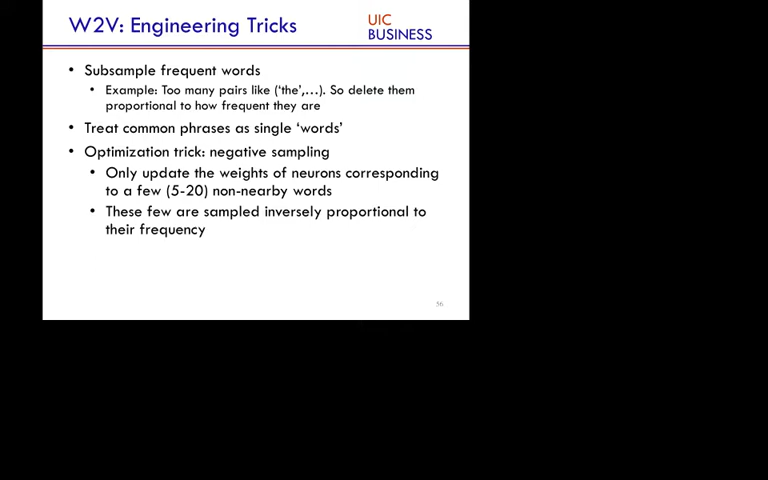 W2V: Engineering Tricks
UIC
BUSINESS
• Subsample frequent words
• Example: Too many pairs like (‘the’,…). So delete them
proportional to how frequent they are
• Treat common phrases as single ‘words’
• Optimization trick: negative sampling
• Only update the weights of neurons corresponding
to a few (5-20) non-nearby words
• These few are sampled inversely proportional to
their frequency
56